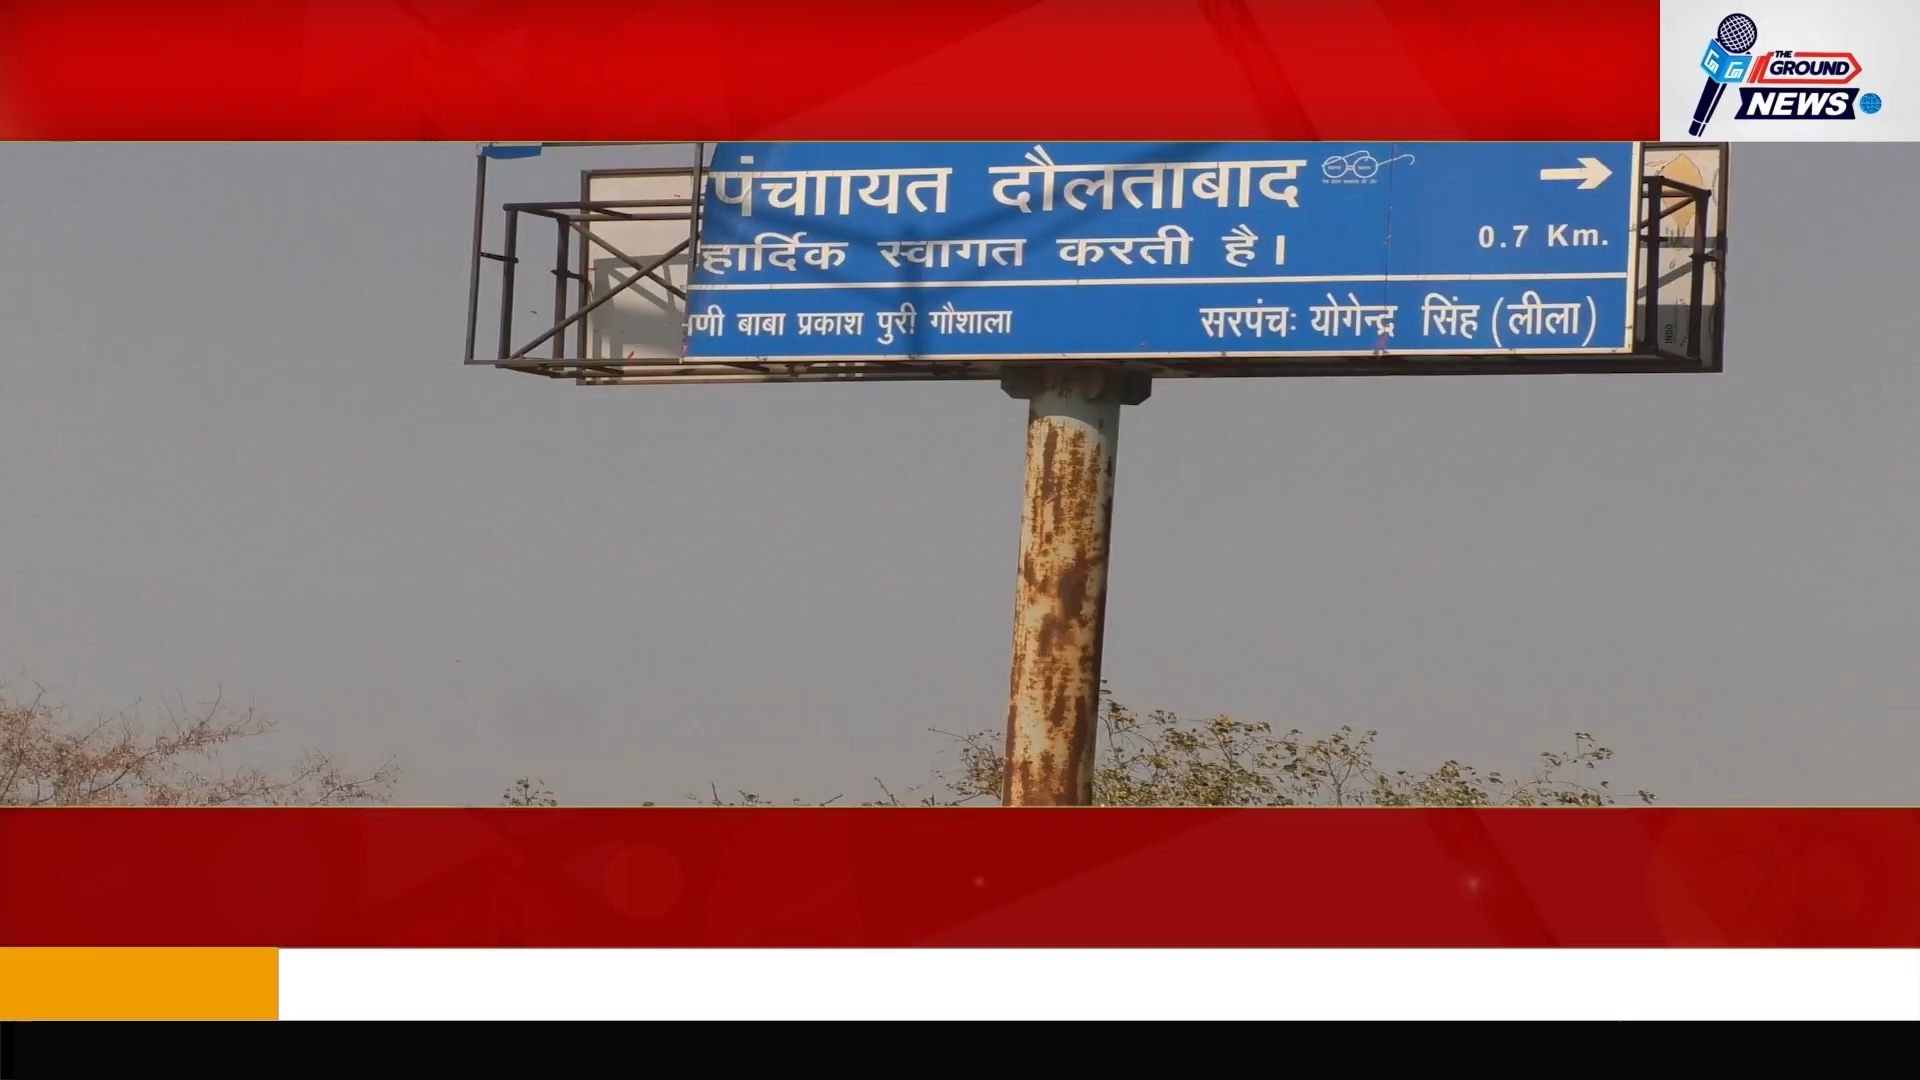 THE
GROUND
NEWS
पंचाायत दौलताबाद
0.7 Km.
हार्दिक स्वागत करती है।
बाबा प्रकाश पुरी गौशाला
सरपंचः योगेन्द्र सिंह (लीला)